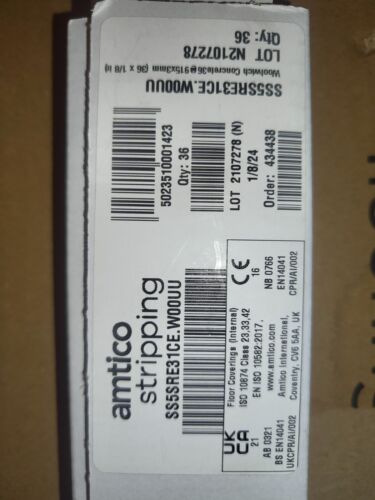 SS5SSRE31CE.W00UU
Woolwich Concrete36@915x3mm (36 x 1/8 in)
LOT N2107278
Qty: 36
amtico
stripping
SS5SRE31CE.W00UU
5023510001423
Qty: 36
LOT 2107278 (N)
1/8/24
Order: 434438
UK
CA
21
AB 0321
BS EN14041
UKCPR/AI/002
Floor Coverings (Internal)
ISO 10874 Class 23,33,42
EN ISO 10582:2017.
www.amtico.com
Amtico International
Coventry, CV6 5AA, UK
CE
16
NB 0766
EN14041
CPR/AI/002